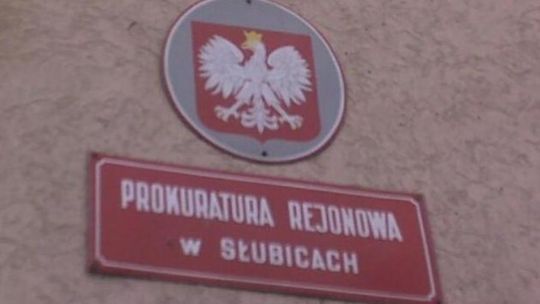 PROKURATURA REJONOWA
W SŁUBICACH